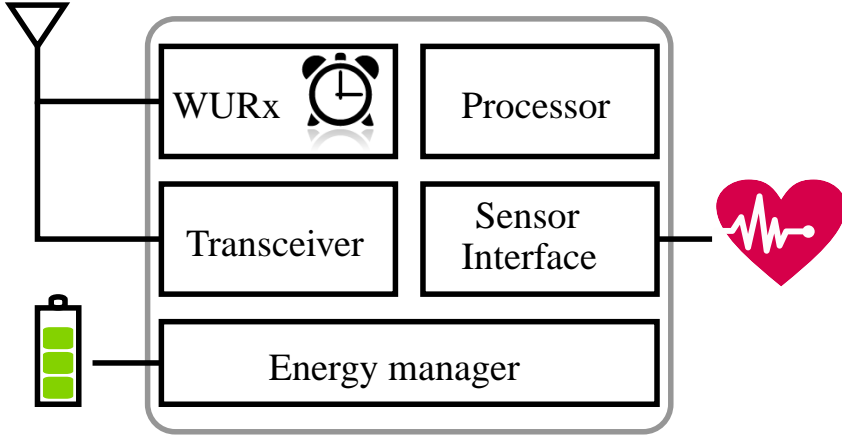 WURx
Processor
Transceiver
Sensor
Interface
Energy manager